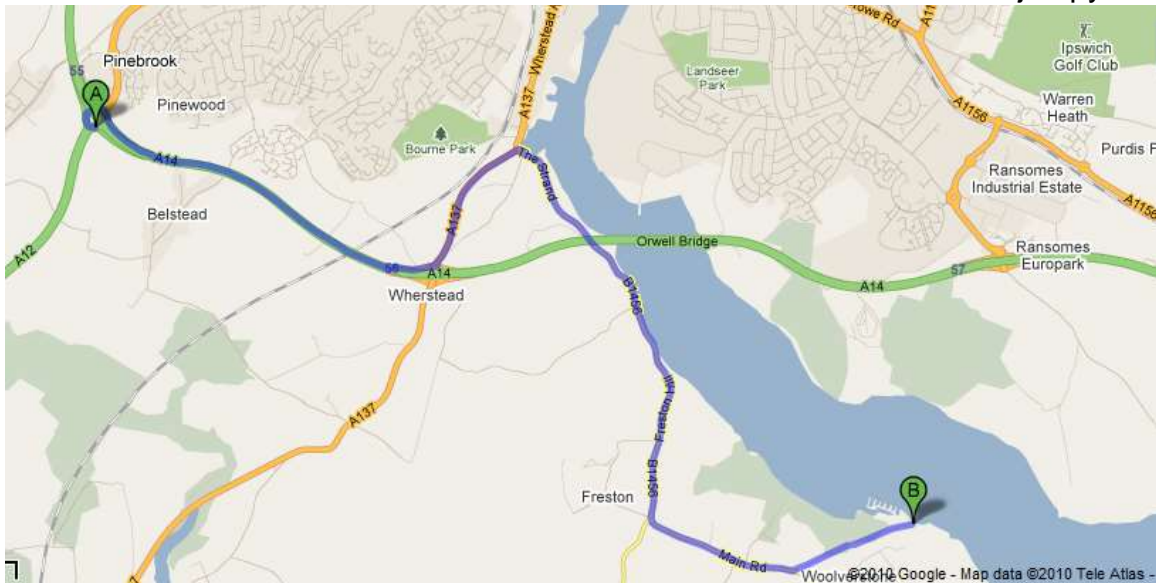 Pinebrook
55
A
Pinewood
A14
Belstead
A12
Bourne Park
Wherstead
A137
The Strand
A137
56
A14
Wherstead
A137
Landseer
Park
A1156
Ipswich
Golf Club
Warren
Heath
Ransomes
Industrial Estate
A1156
Orwell Bridge
Ransomes
Europark
57
A14
B1456
Freston Hill
B1456
Freston
Main Rd
B
Woolverstone
©2010 Google - Map data ©2010 Tele Atlas -